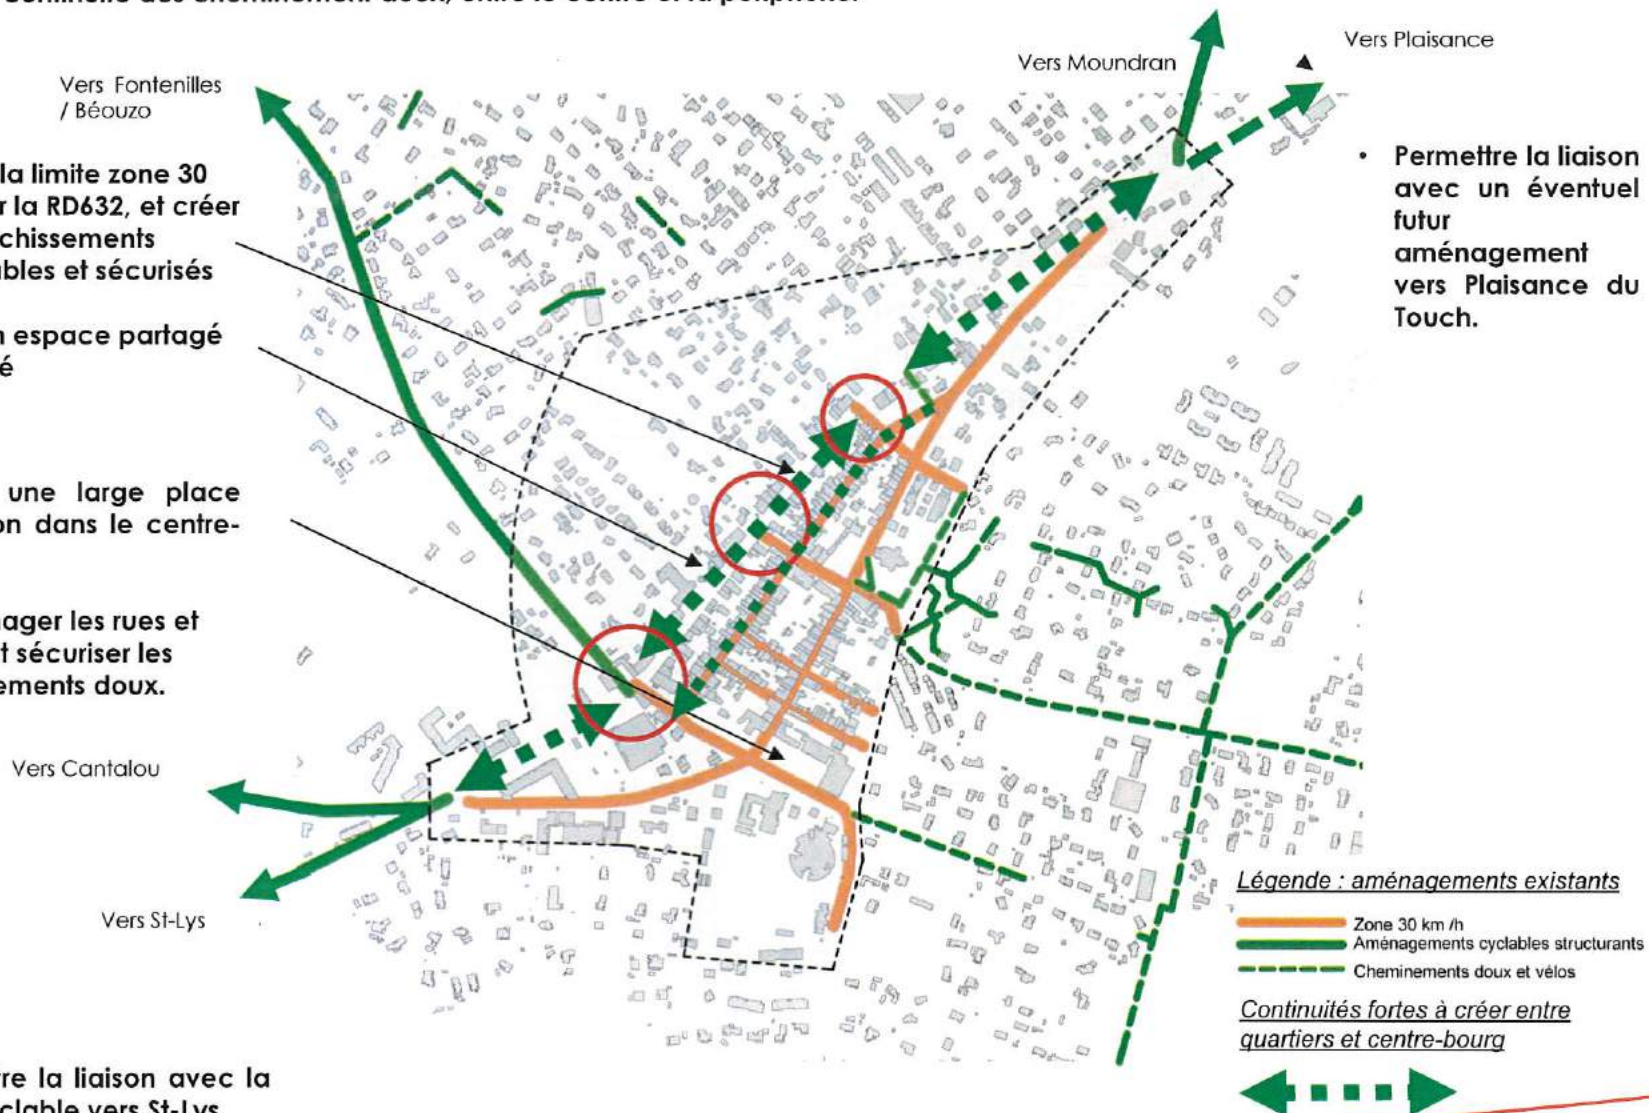 Vers Plaisance
Vers Moundran
Vers Fontenilles
/ Béouzo
la limite zone 30
r la RD632, et créer
chissements
ables et sécurisés
n espace partagé
é
une large place
on dans le centre-
nager les rues et
t sécuriser les
ements doux.
Vers Cantalou
Vers St-Lys
re la liaison avec la
• Permettre la liaison
avec un éventuel
futur
aménagement
vers Plaisance du
Touch.
Légende : aménagements existants
Zone 30 km /h
Aménagements cyclables structurants
Cheminements doux et vélos
Continuités fortes à créer entre
quartiers et centre-bourg